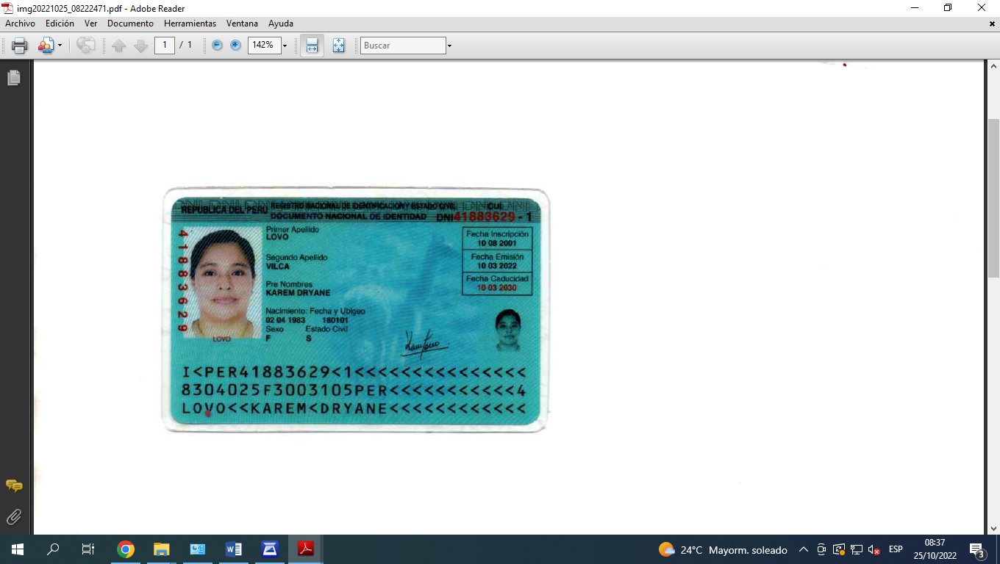 img20221025_08222471.pdf - Adobe Reader
Archivo Edición Ver Documento Herramientas Ventana Ayuda
1 / 1 142% Buscar
REPUBLICA DEL PERU REGISTRO NACIONAL DE IDENTIFICACION Y ESTADO CIVIL CUI
DOCUMENTO NACIONAL DE IDENTIDAD DNI 41883629 - 1
41883629
Primer Apellido
LOVO
Segundo Apellido
VILCA
Pre Nombres
KAREM DRYANE
Nacimiento: Fecha y Ubigeo
02 04 1983 180101
Sexo Estado Civil
F S
LOVO
Fecha Inscripción
10 08 2001
Fecha Emisión
10 03 2022
Fecha Caducidad
10 03 2030
I<PER41883629<1<<<<<<<<<<<<<<<
8304025F3003105PER<<<<<<<<<<<4
LOVO<<KAREM<DRYANE<<<<<<<<<<<<
24°C Mayorm. soleado
ESP
08:37
25/10/2022
3